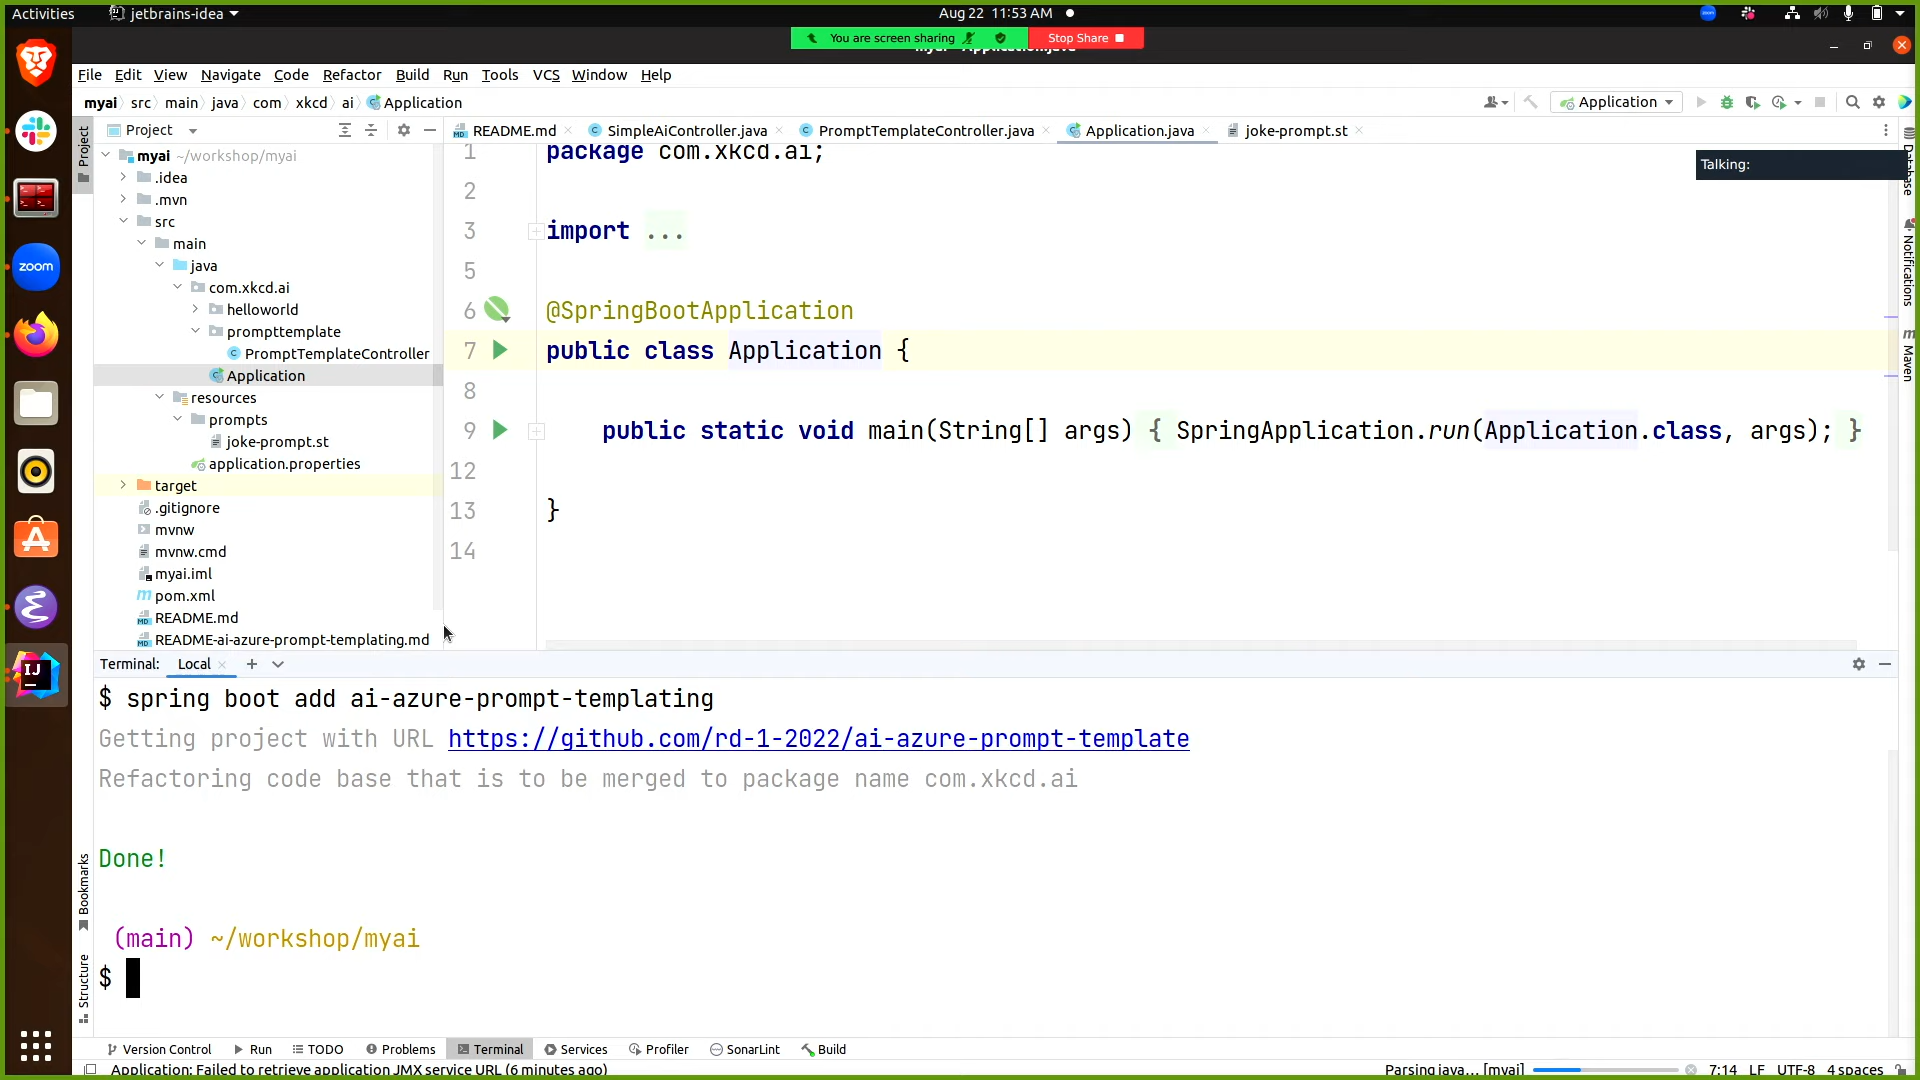 Activities
jetbrains-idea
Aug 22 11:53 AM
You are screen sharing
Stop Share
File Edit View Navigate Code Refactor Build Run Tools VCS Window Help
myai src main java com xkcd ai Application
Application
Project
README.md
SimpleAiController.java
PromptTemplateController.java
Application.java
joke-prompt.st
Talking:
Project
Database
Notifications
Maven
myai ~/workshop/myai
.idea
.mvn
src
main
java
com.xkcd.ai
helloworld
prompttemplate
PromptTemplateController
Application
resources
prompts
joke-prompt.st
application.properties
target
.gitignore
mvnw
mvnw.cmd
myai.iml
pom.xml
README.md
README-ai-azure-prompt-templating.md
1 package com.xkcd.ai;
2
3 import ...
5
6 @SpringBootApplication
7 public class Application {
8
9 public static void main(String[] args) { SpringApplication.run(Application.class, args); }
12
13 }
14
zoom
IJ
Terminal: Local
$ spring boot add ai-azure-prompt-templating
Getting project with URL https://github.com/rd-1-2022/ai-azure-prompt-template
Refactoring code base that is to be merged to package name com.xkcd.ai
Done!
(main) ~/workshop/myai
$
Bookmarks
Structure
Version Control Run TODO Problems Terminal Services Profiler SonarLint Build
Application: Failed to retrieve application JMX service URL (6 minutes ago)
Parsing java... [myai]
7:14 LF UTF-8 4 spaces